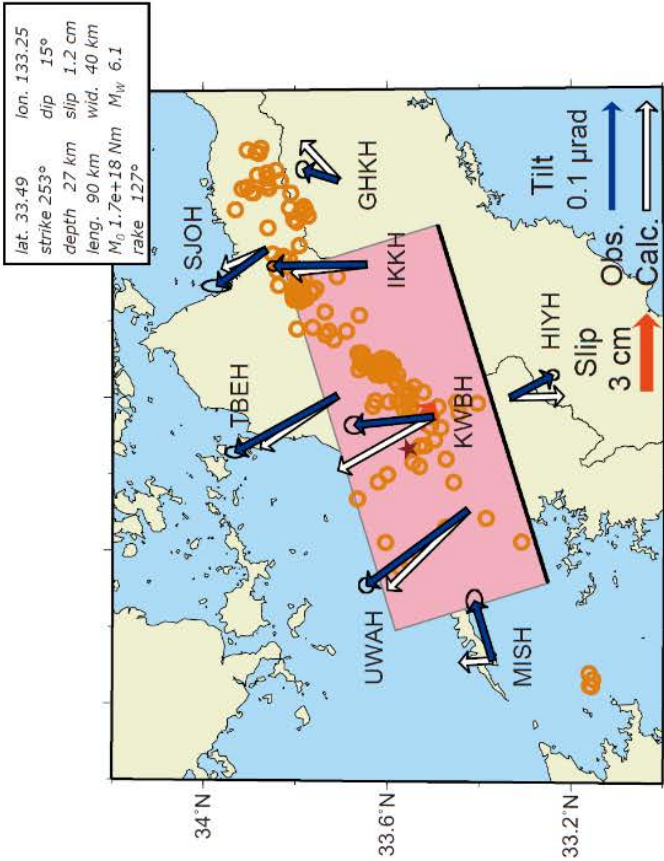 lat. 33.49 lon. 133.25
strike 253° dip 15°
depth 27 km slip 1.2 cm
leng. 90 km wid. 40 km
M₀ 1.7e+18 Nm Mw 6.1
rake 127°
34°N
33.6°N
33.2°N
SJOH
TBEH
GHKH
IKKH
UWAH
KWBH
HIYH
MISH
Slip
3 cm
Tilt
0.1 µrad
Obs.
Calc.